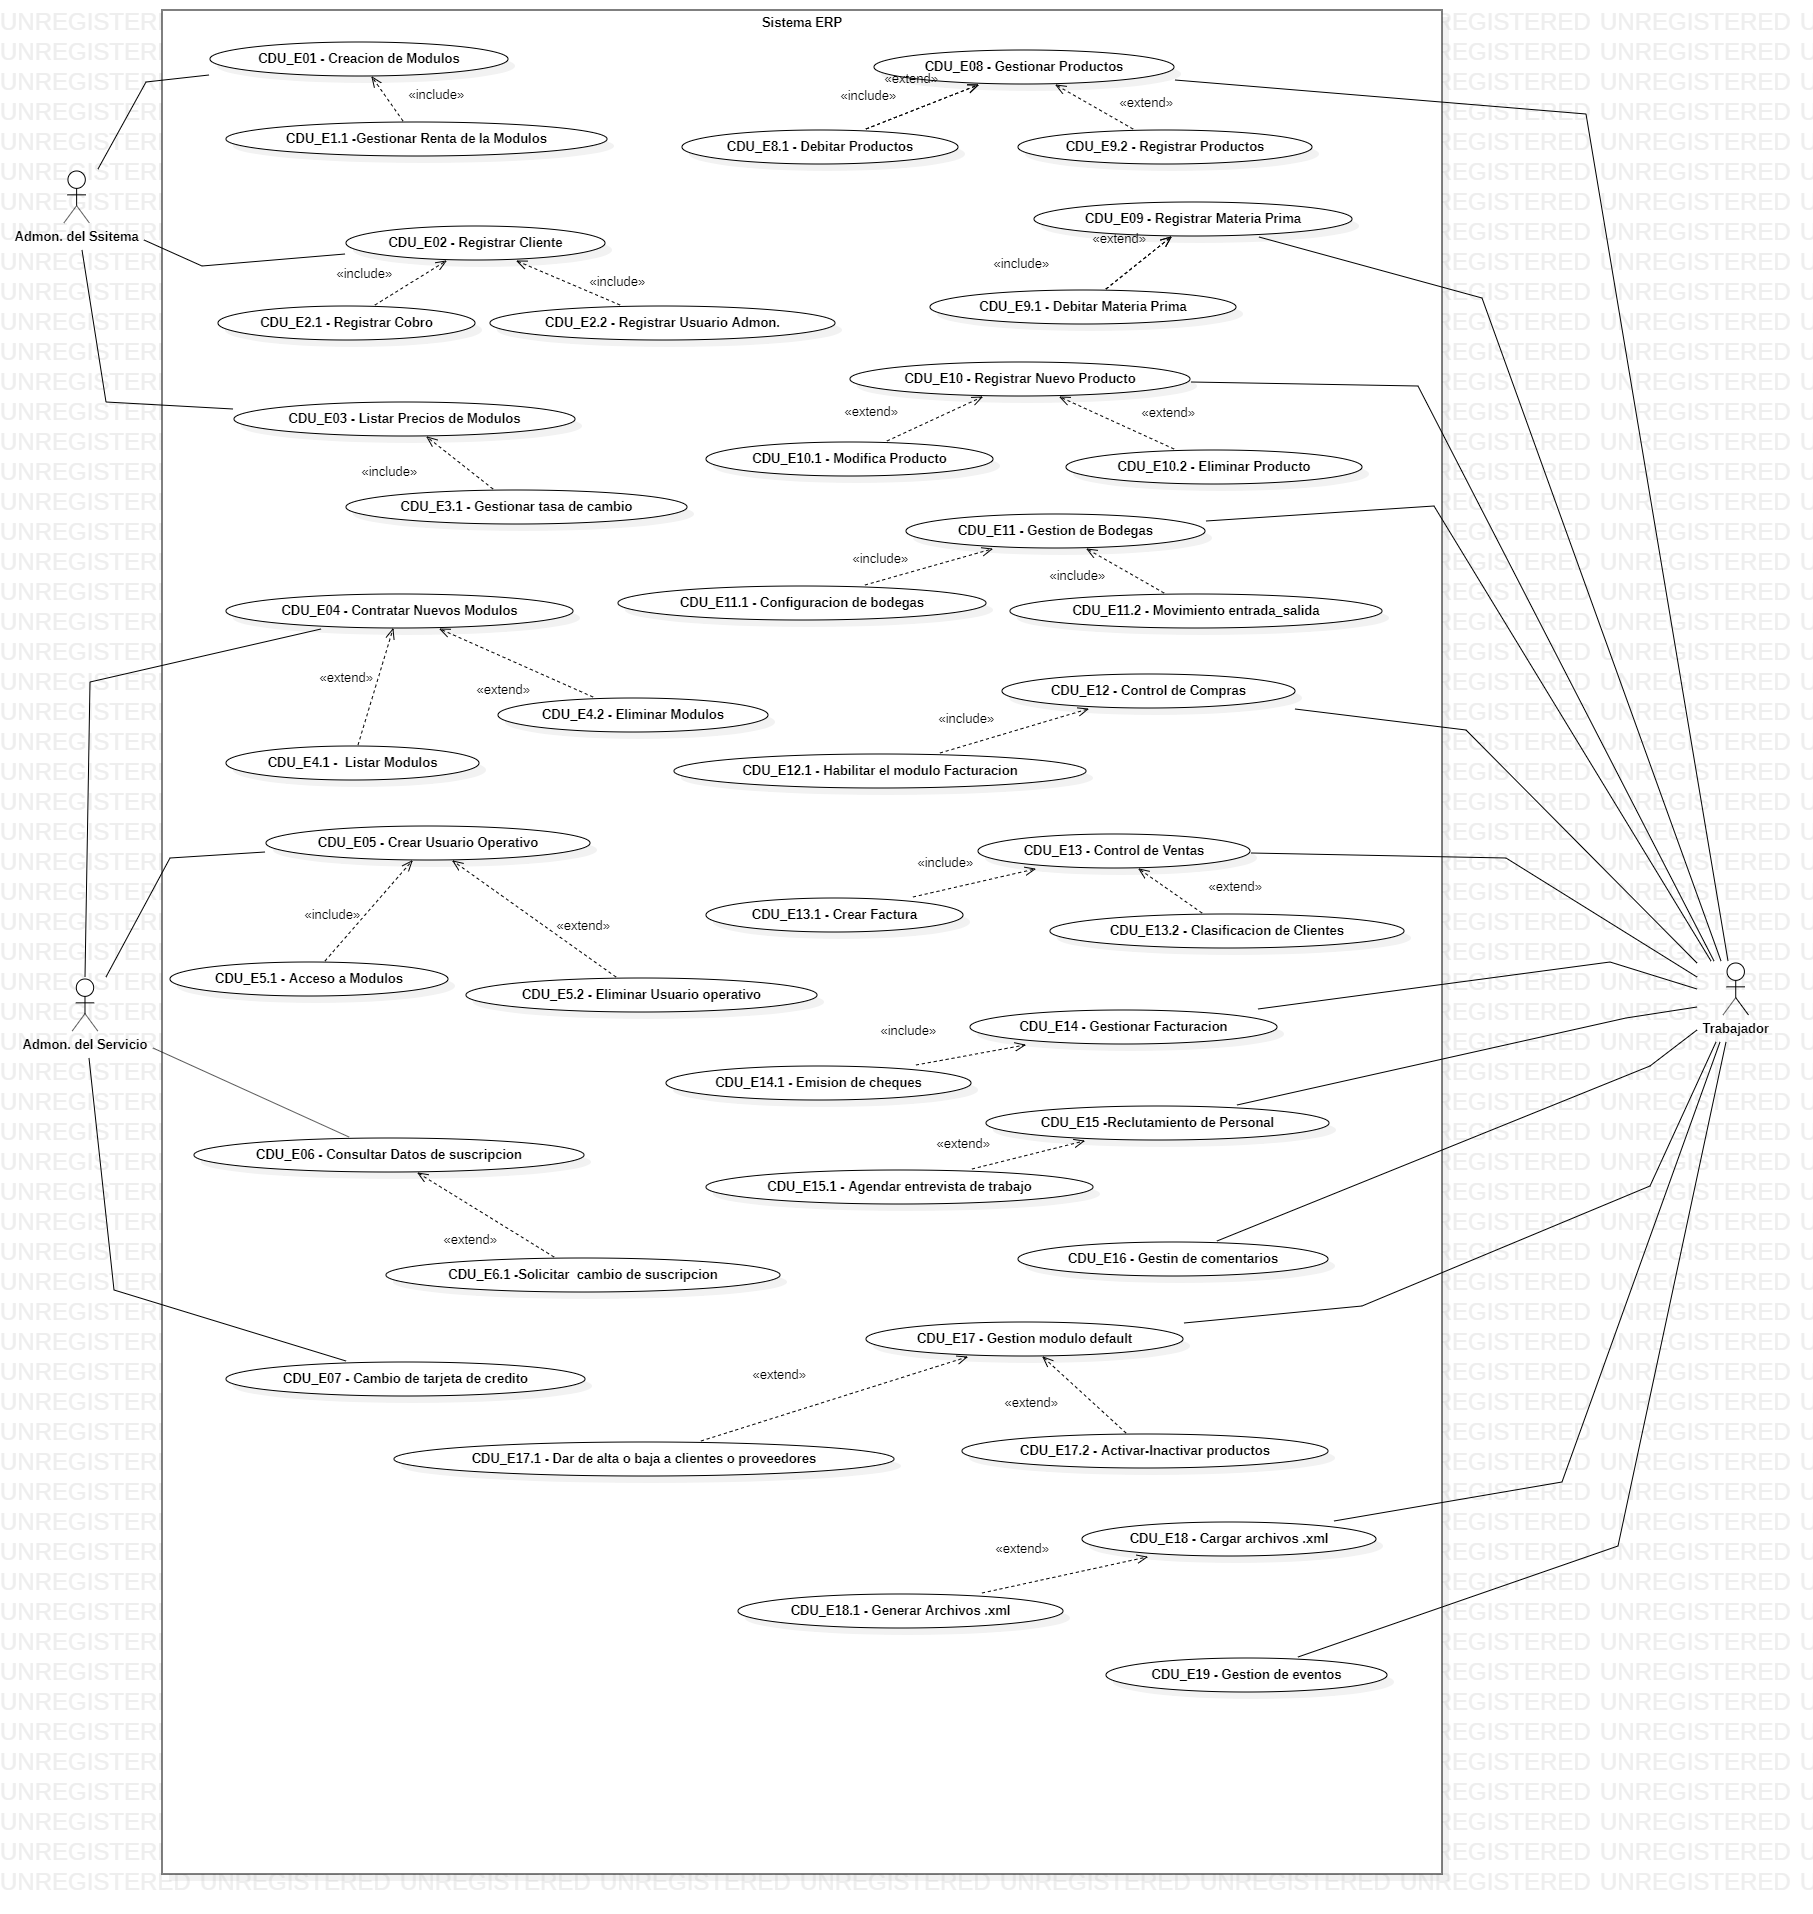 Sistema ERP
CDU_E01 - Creacion de Modulos
«include»
CDU_E1.1 -Gestionar Renta de la Modulos
Admon. del Ssitema
CDU_E02 - Registrar Cliente
«include»
«include»
CDU_E2.1 - Registrar Cobro
CDU_E2.2 - Registrar Usuario Admon.
CDU_E03 - Listar Precios de Modulos
«include»
CDU_E3.1 - Gestionar tasa de cambio
CDU_E04 - Contratar Nuevos Modulos
«extend»
«extend»
CDU_E4.2 - Eliminar Modulos
CDU_E4.1 -  Listar Modulos
CDU_E05 - Crear Usuario Operativo
«include»
«extend»
CDU_E5.1 - Acceso a Modulos
CDU_E5.2 - Eliminar Usuario operativo
Admon. del Servicio
CDU_E06 - Consultar Datos de suscripcion
«extend»
CDU_E6.1 -Solicitar  cambio de suscripcion
CDU_E07 - Cambio de tarjeta de credito
CDU_E08 - Gestionar Productos
«extend»
«include»
«extend»
CDU_E8.1 - Debitar Productos
CDU_E9.2 - Registrar Productos
CDU_E09 - Registrar Materia Prima
«extend»
«include»
CDU_E9.1 - Debitar Materia Prima
CDU_E10 - Registrar Nuevo Producto
«extend»
«extend»
CDU_E10.1 - Modifica Producto
CDU_E10.2 - Eliminar Producto
CDU_E11 - Gestion de Bodegas
«include»
«include»
CDU_E11.1 - Configuracion de bodegas
CDU_E11.2 - Movimiento entrada_salida
CDU_E12 - Control de Compras
«include»
CDU_E12.1 - Habilitar el modulo Facturacion
CDU_E13 - Control de Ventas
«include»
«extend»
CDU_E13.1 - Crear Factura
CDU_E13.2 - Clasificacion de Clientes
CDU_E14 - Gestionar Facturacion
«include»
CDU_E14.1 - Emision de cheques
Trabajador
CDU_E15 -Reclutamiento de Personal
«extend»
CDU_E15.1 - Agendar entrevista de trabajo
CDU_E16 - Gestin de comentarios
CDU_E17 - Gestion modulo default
«extend»
«extend»
CDU_E17.1 - Dar de alta o baja a clientes o proveedores
CDU_E17.2 - Activar-Inactivar productos
CDU_E18 - Cargar archivos .xml
«extend»
CDU_E18.1 - Generar Archivos .xml
CDU_E19 - Gestion de eventos
UNREGISTERED UNREGISTERED UNREGISTERED UNREGISTERED UNREGISTERED UNREGISTERED UNREGISTERED UNREGISTERED UNREGISTERED